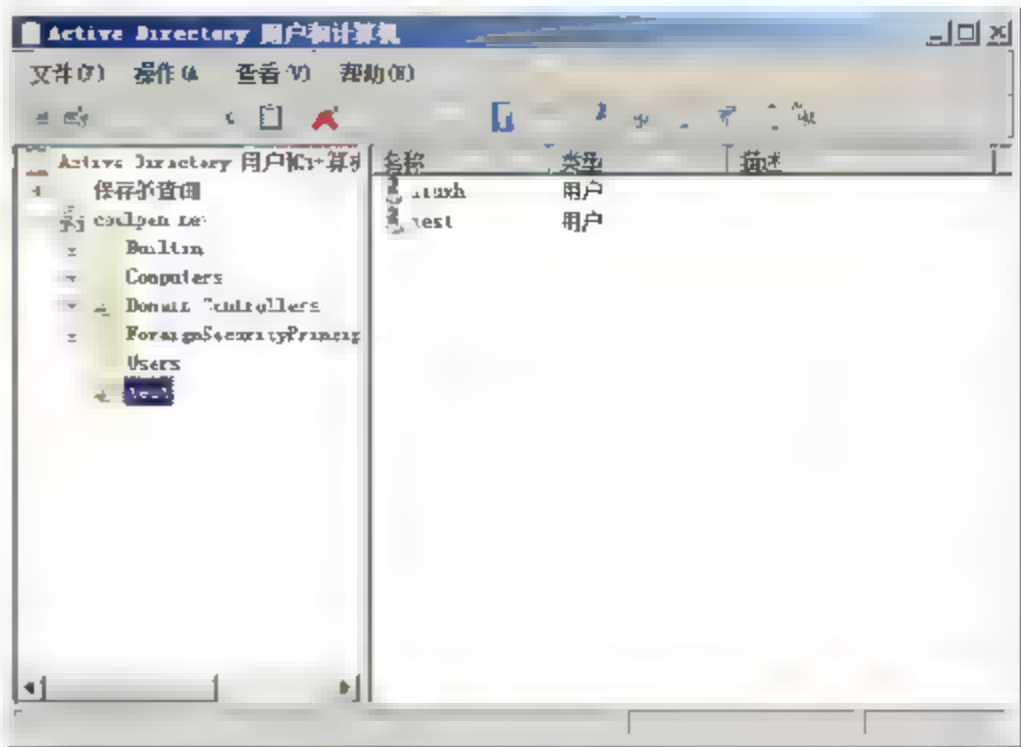 Active Directory 用户和计算机
文件(F) 操作(A 查看(V) 帮助(H)
Active Directory 用户和计算机
名称 类型 描述
保存的查询
用户
test 用户
Builtin
Computers
Domain Controllers
ForeignSecurityPrincip
Users